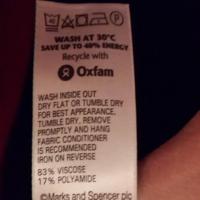 WASH AT 30°C
SAVE UP TO 40% ENERGY
Recycle with
Oxfam
WASH INSIDE OUT
DRY FLAT OR TUMBLE DRY
FOR BEST APPEARANCE,
TUMBLE DRY, REMOVE
PROMPTLY AND HANG
FABRIC CONDITIONER
IS RECOMMENDED
IRON ON REVERSE
83% VISCOSE
17% POLYAMIDE
©Marks and Spencer plc